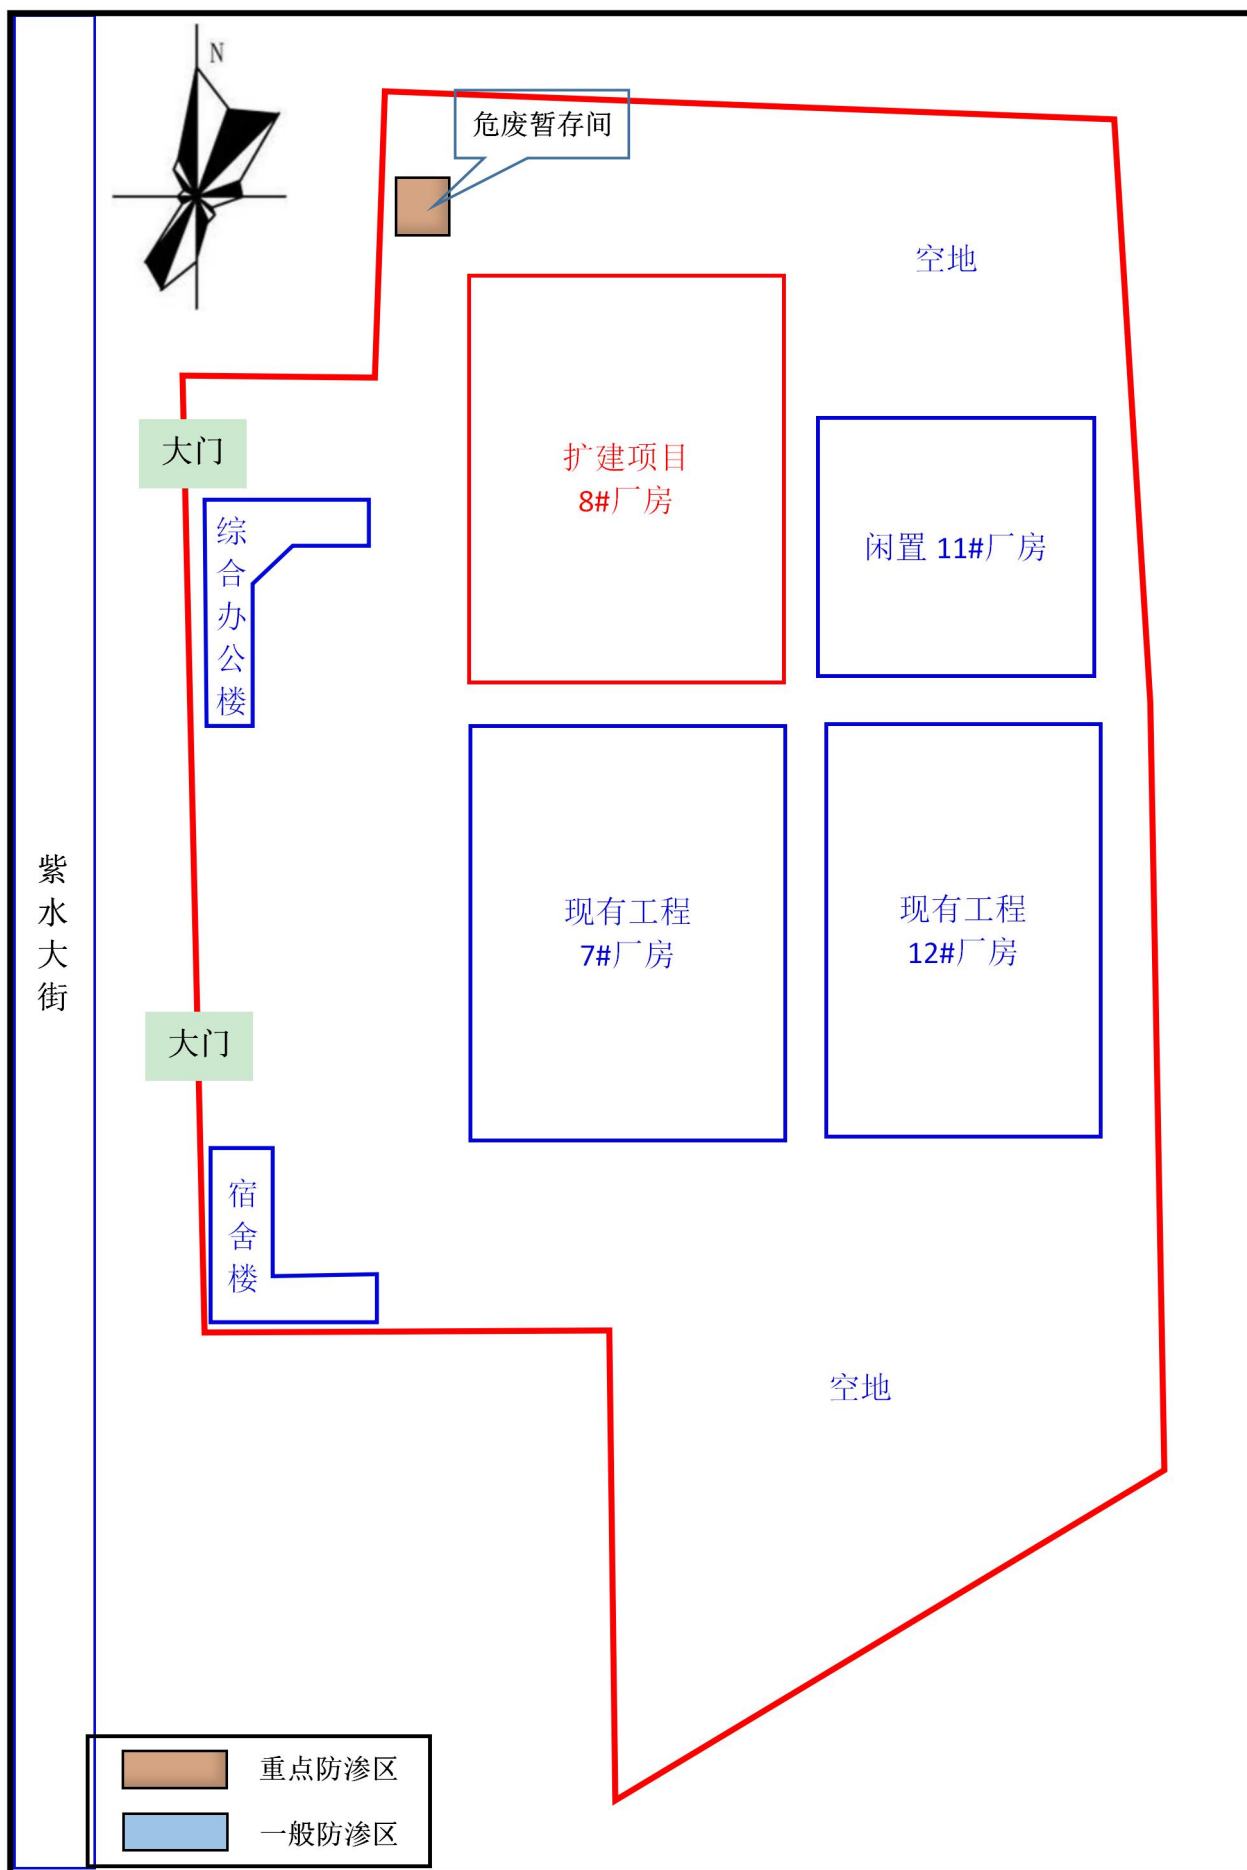 N
危废暂存间
空地
扩建项目
8#厂房
大门
闲置 11#厂房
综合办公楼
现有工程
7#厂房
现有工程
12#厂房
紫水大街
大门
宿舍楼
空地
重点防渗区
一般防渗区